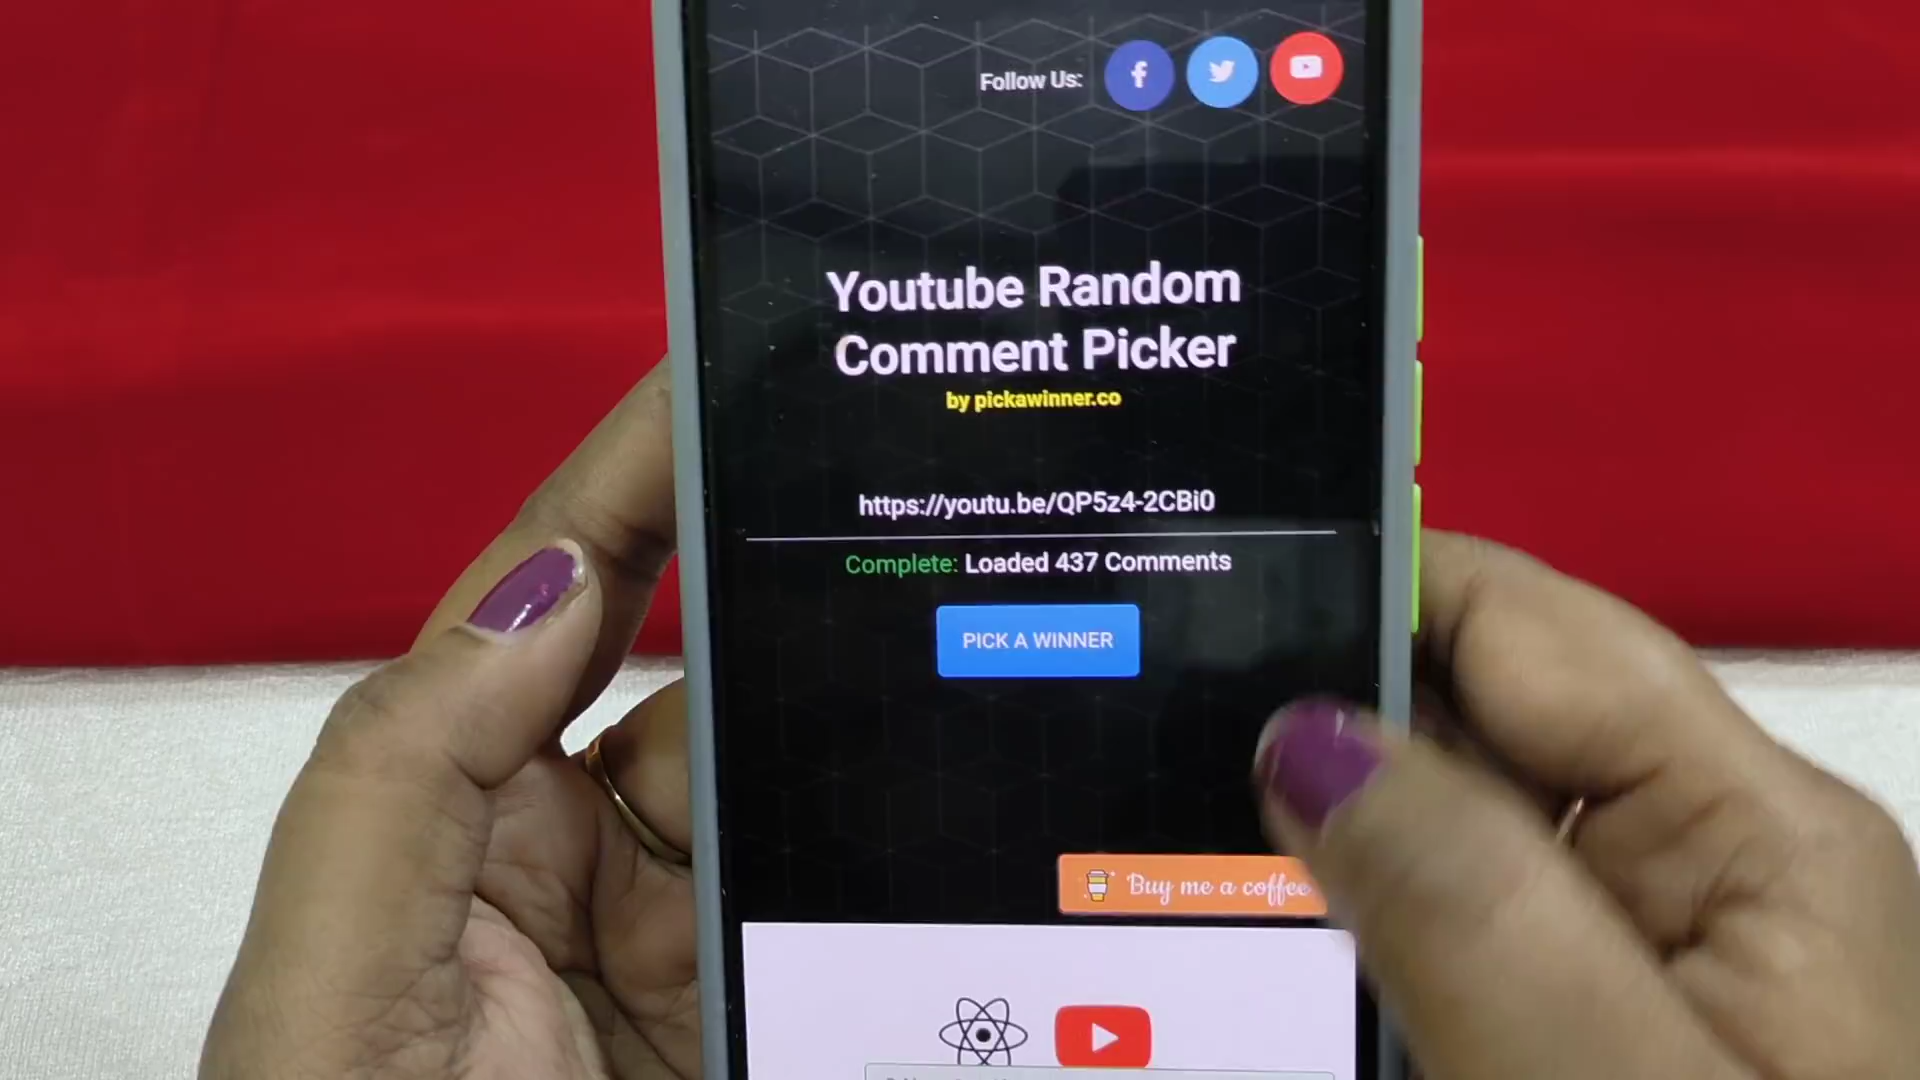 Follow Us:
Youtube Random
Comment Picker
by pickawinner.co
https://youtu.be/QP5z4-2CBi0
Complete: Loaded 437 Comments
PICK A WINNER
Buy me a coffee